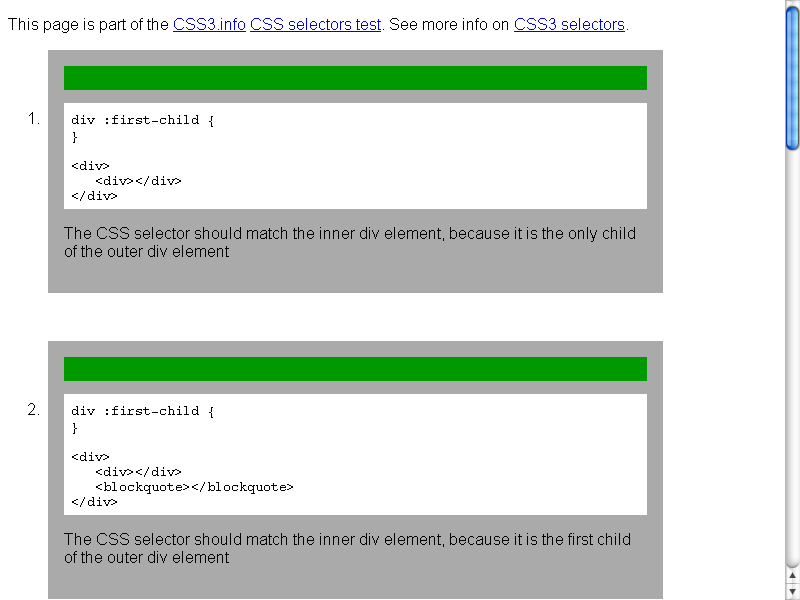 This page is part of the CSS3.info CSS selectors test. See more info on CSS3 selectors.
1.
div :first-child {
}
<div>
<div></div>
</div>
The CSS selector should match the inner div element, because it is the only child
of the outer div element
2.
div :first-child {
}
<div>
<div></div>
<blockquote></blockquote>
</div>
The CSS selector should match the inner div element, because it is the first child
of the outer div element